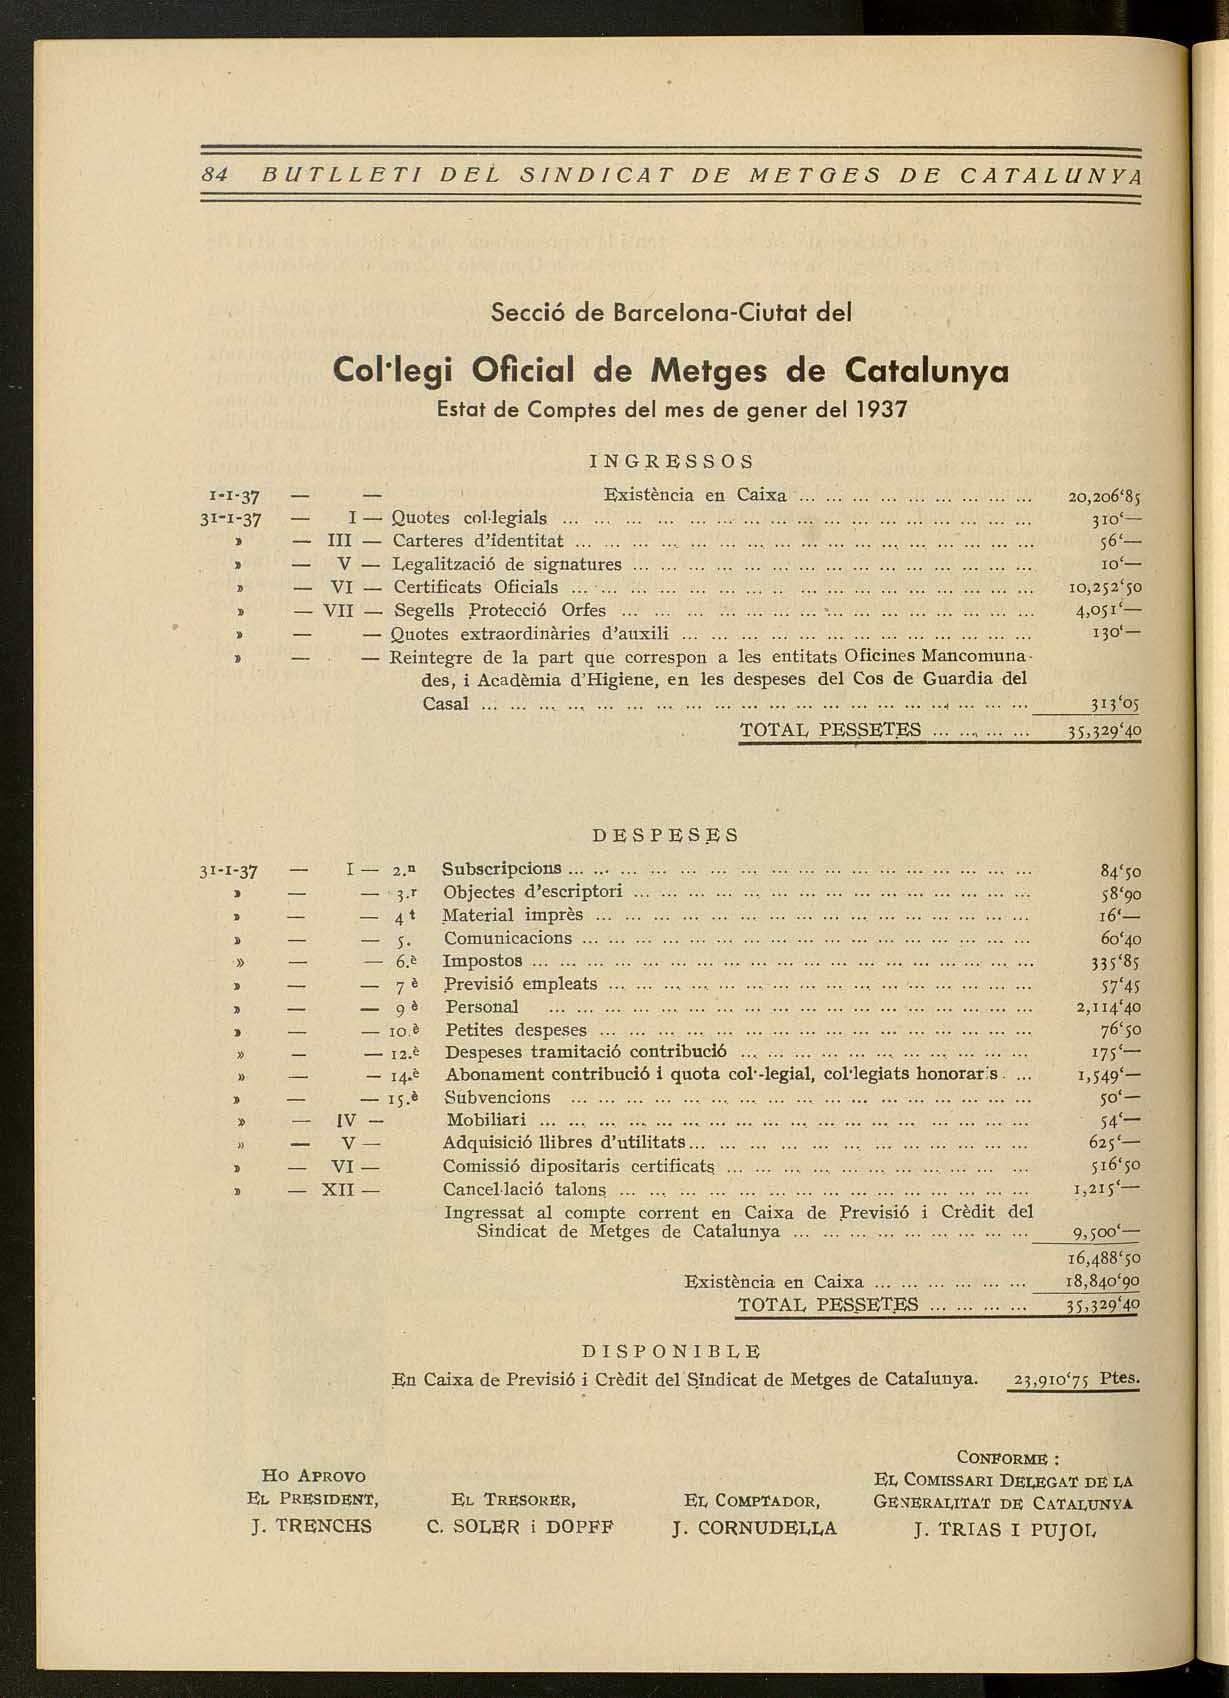 84 BUTLLETI DEL SINDICAT DE METGES DE CATALUNYA
Secció de Barcelona-Ciutat del
Col·legi Oficial de Metges de Catalunya
Estat de Comptes del mes de gener del 1937
INGRESSOS
1-1-37 — — Existència en Caixa ... ... ... ... ... ... ... ... ... 20,206‘85
31-1-37 — I — Quotes col·legials ... ... ... ... ... ... ... ... ... 310‘—
» — III — Carteres d’identitat ... ... ... ... ... ... ... ... ... 56‘—
» — V — Legalització de signatures ... ... ... ... ... ... ... ... ... 10‘—
» — VI — Certificats Oficials ... ... ... ... ... ... ... ... ... 10,252‘50
» — VII — Segells Protecció Orfes ... ... ... ... ... ... ... ... ... 4,051‘—
» — — Quotes extraordinàries d’auxili ... ... ... ... ... ... ... ... ... 130‘—
» — — Reintegre de la part que correspon a les entitats Oficines Mancomuna-
des, i Acadèmia d’Higiene, en les despeses del Cos de Guardia del
Casal ... ... ... ... ... ... ... ... ... 313‘05
TOTAL PESSETES ... ... ... ... 35,329‘40
DESPESES
31-1-37 — I — 2.n Subscripcions ... ... ... ... ... ... ... ... ... 84‘50
» — — 3.r Objectes d’escriptori ... ... ... ... ... ... ... ... ... 58‘90
» — — 4 t Material imprès ... ... ... ... ... ... ... ... ... 16‘—
» — — 5. Comunicacions ... ... ... ... ... ... ... ... ... 60‘40
» — — 6.è Impostos ... ... ... ... ... ... ... ... ... 335‘85
» — — 7 è Previsió empleats ... ... ... ... ... ... ... ... ... 57‘45
» — — 9 è Personal ... ... ... ... ... ... ... ... ... 2,114‘40
» — — 10.è Petites despeses ... ... ... ... ... ... ... ... ... 76‘50
» — — 12.è Despeses tramitació contribució ... ... ... ... ... ... ... ... ... 175‘—
» — — 14.è Abonament contribució i quota col·-legial, col·legiats honoraris. ... 1,549‘—
» — — 15.è Subvencions ... ... ... ... ... ... ... ... ... 50‘—
» — IV — Mobiliari ... ... ... ... ... ... ... ... ... 54‘—
» — V — Adquisició llibres d’utilitats ... ... ... ... ... ... ... ... ... 625‘—
» — VI — Comissió dipositaris certificats ... ... ... ... ... ... ... ... ... 516‘50
» — XII — Cancel·lació talons ... ... ... ... ... ... ... ... ... 1,215‘—
Ingressat al compte corrent en Caixa de Previsió i Crèdit del
Sindicat de Metges de Catalunya ... ... ... ... ... ... ... ... ... 9,500‘—
16,488‘50
Existència en Caixa ... ... ... ... ... ... 18,840‘90
TOTAL PESSETES ... ... ... ... 35,329‘40
DISPONIBLE
En Caixa de Previsió i Crèdit del Sindicat de Metges de Catalunya. 23,910‘75 Ptes.
HO APROVO
EL PRESIDENT,
J. TRENCHS
EL TRESORER,
C. SOLER i DOPFF
EL COMPTADOR,
J. CORNUDELLA
CONFORME :
EL COMISSARI DELEGAT DE LA
GENERALITAT DE CATALUNYA
J. TRIAS I PUJOL